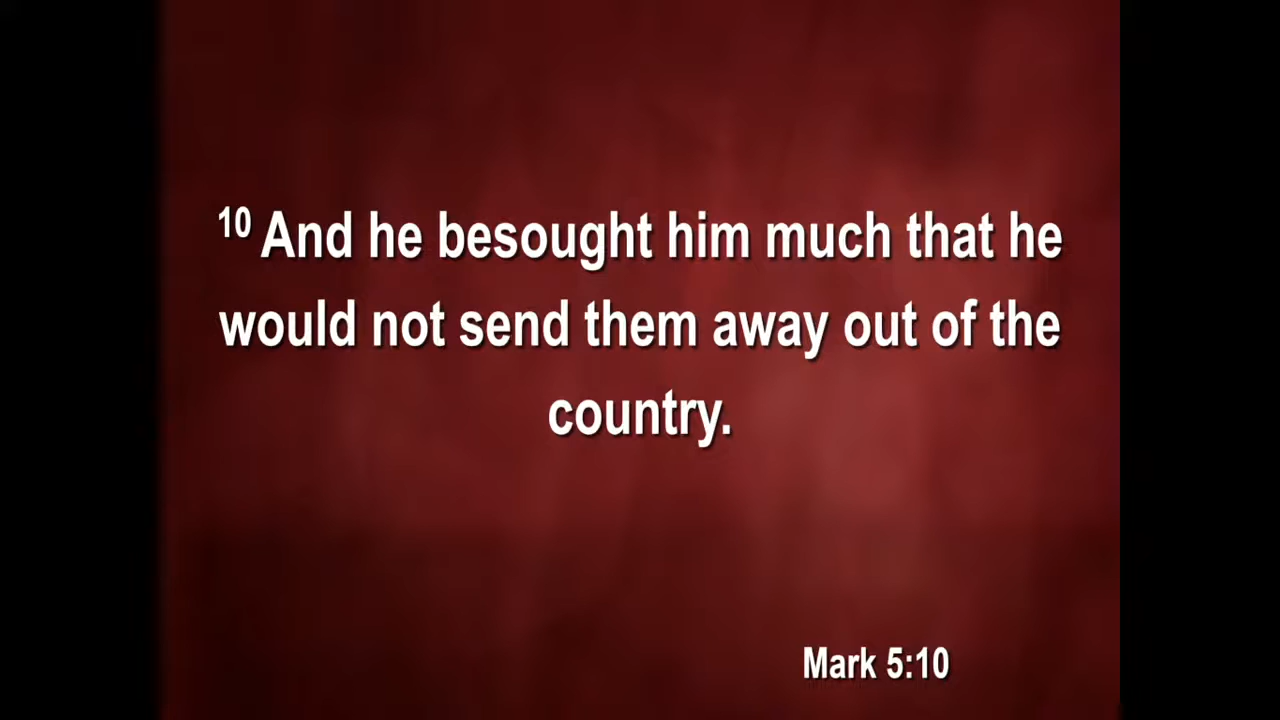 10 And he besought him much that he
would not send them away out of the
country.
Mark 5:10